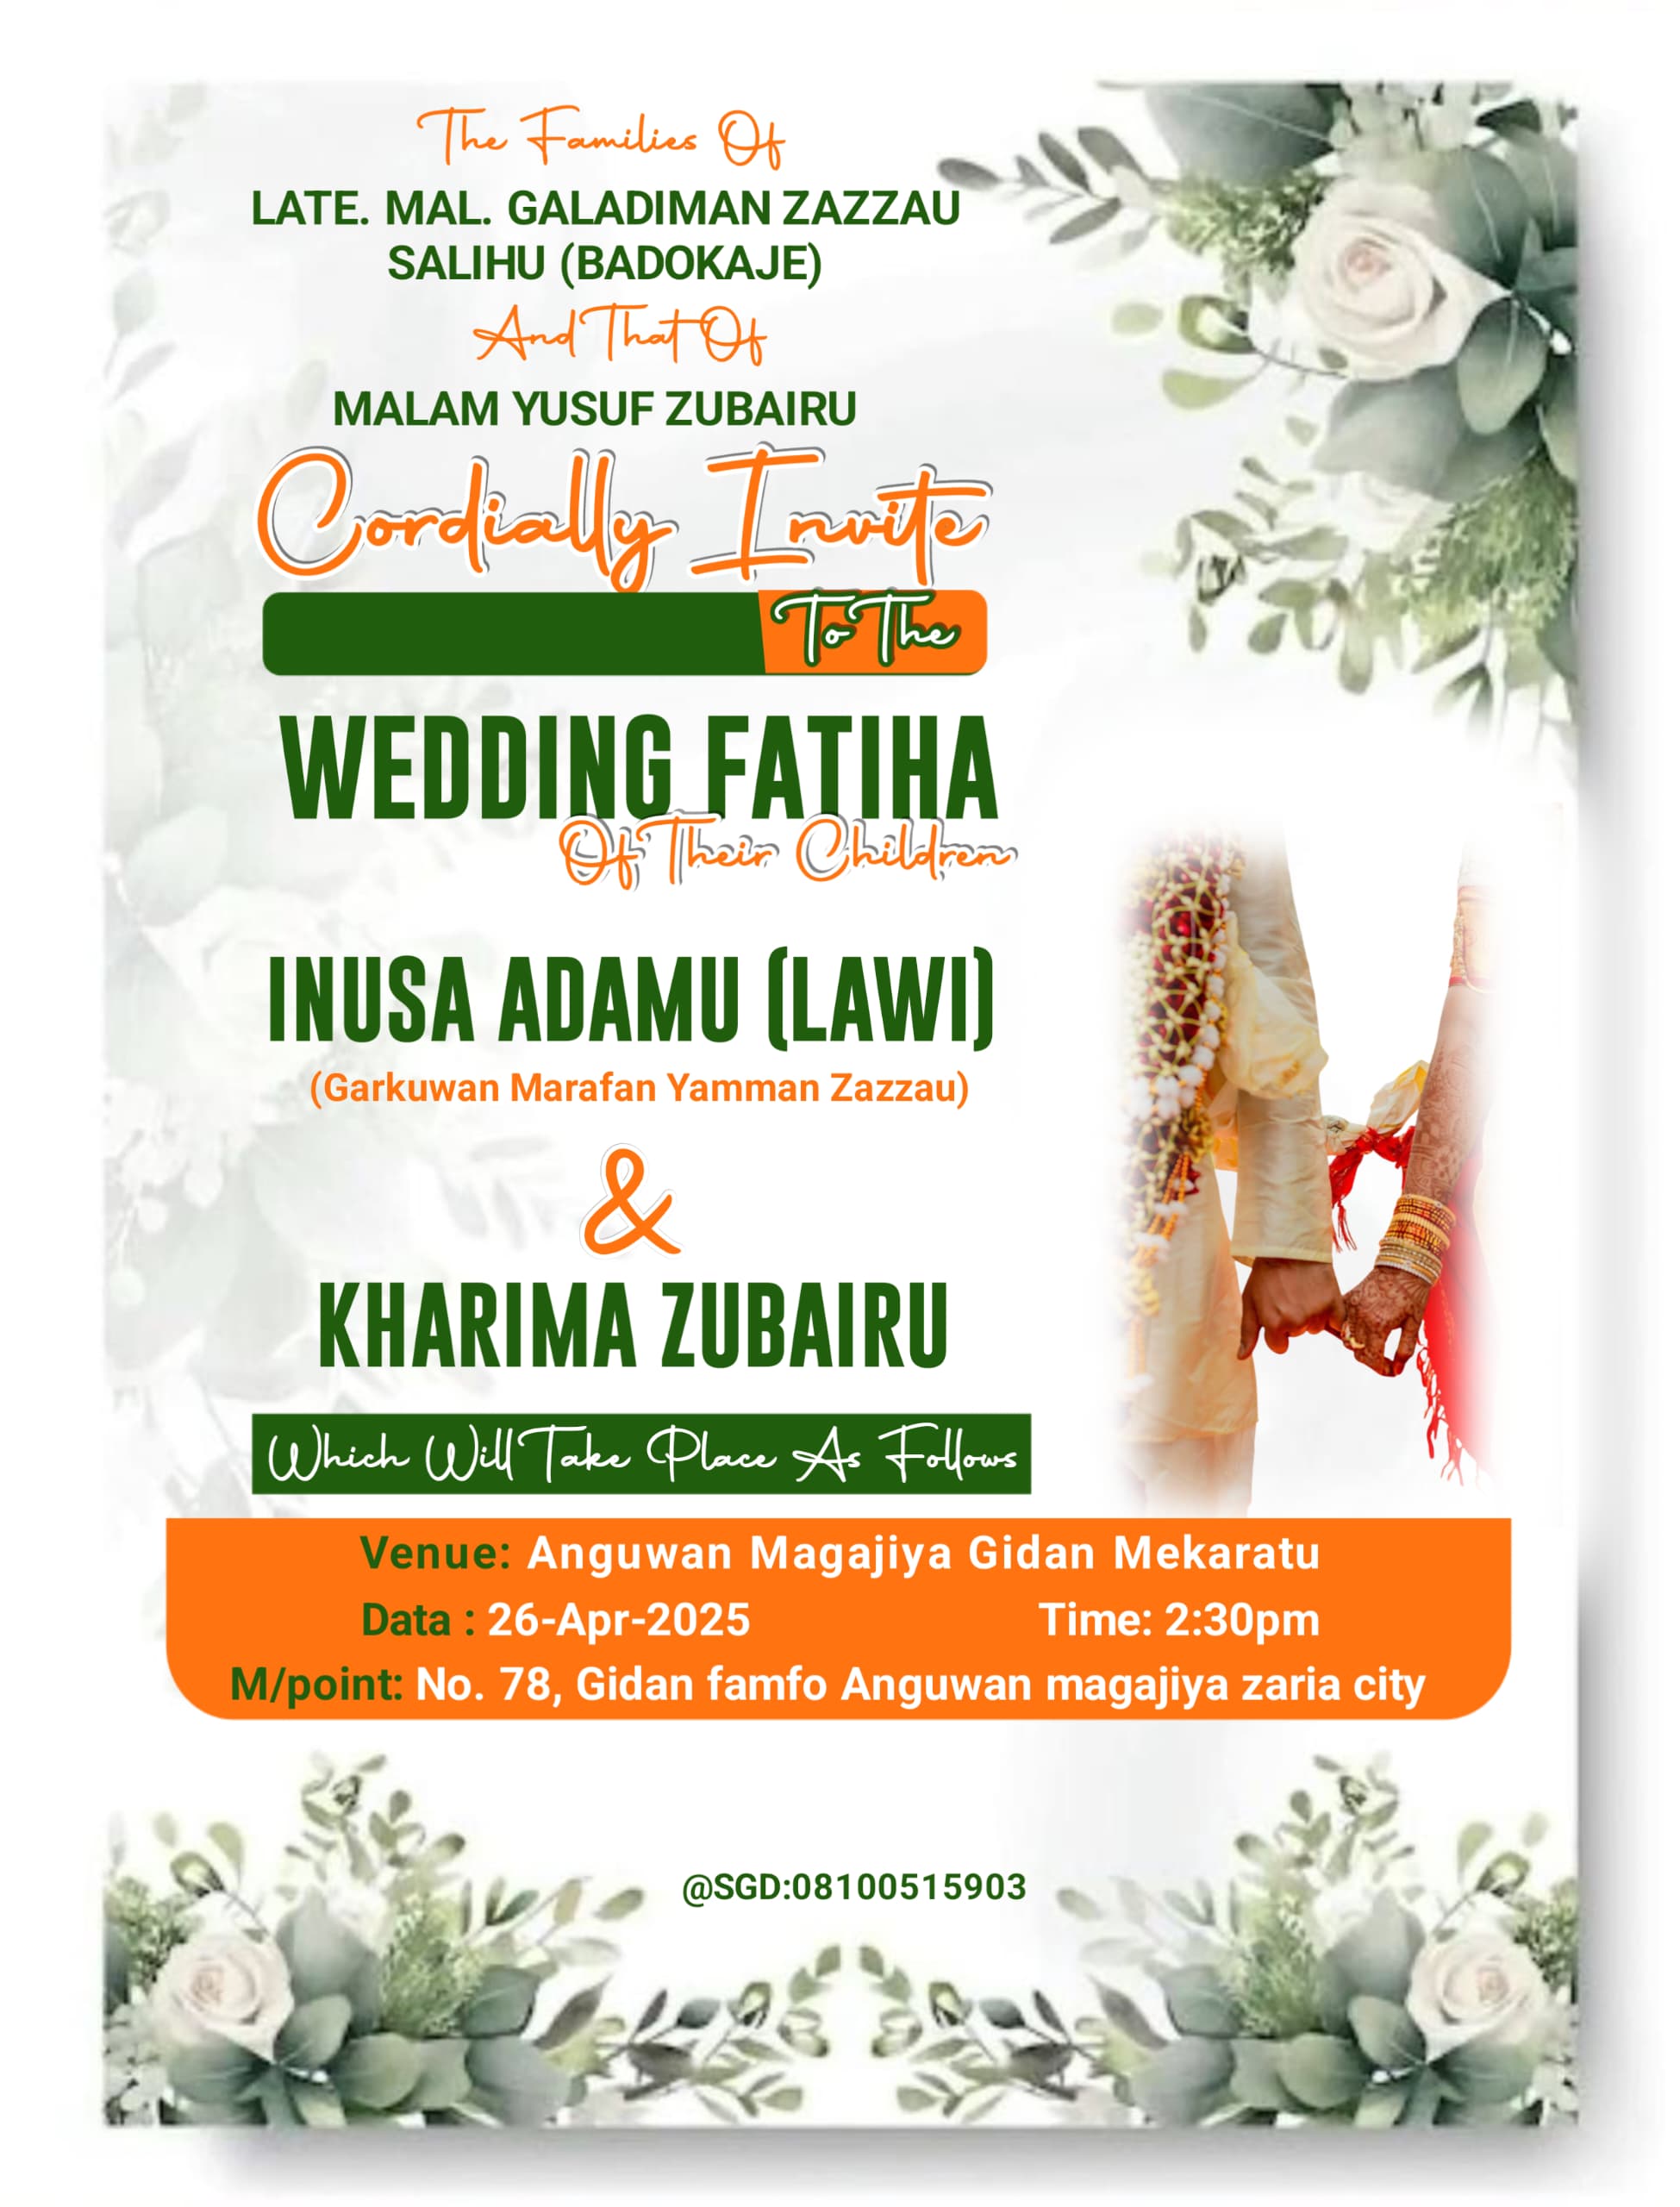 The Families Of
LATE. MAL. GALADIMAN ZAZZAU
SALIHU (BADOKAJE)
And That Of
MALAM YUSUF ZUBAIRU
Cordially Invite
To The
WEDDING FATIHA
Of Their Children
INUSA ADAMU (LAWI)
(Garkuwan Marafan Yamman Zazzau)
&
KHARIMA ZUBAIRU
Which Will Take Place As Follows
Venue: Anguwan Magajiya Gidan Mekaratu
Data : 26-Apr-2025 Time: 2:30pm
M/point: No. 78, Gidan famfo Anguwan magajiya zaria city
@SGD:08100515903